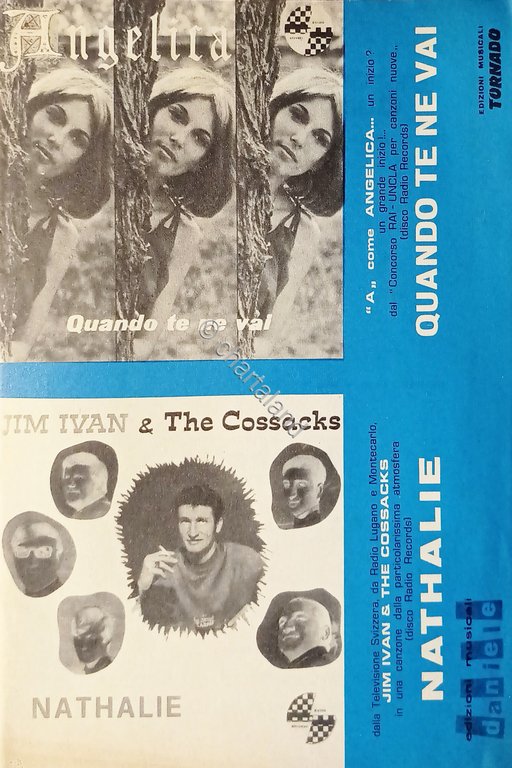 Angelica
Quando te ne vai
"A„ come ANGELICA... un inizio?
un grande inizio!...
dal "Concorso RAI-UNCLA per canzoni nuove...
(disco Radio Records)
QUANDO TE NE VAI
EDIZIONI MUSICALI
TORNADO
© chartaland
JIM IVAN & The Cossacks
NATHALIE
dalla Televisione Svizzera, da Radio Lugano e Montecarlo,
JIM IVAN & THE COSSACKS
in una canzone dalla particolarissima atmosfera
(disco Radio Records)
NATHALIE
edizioni musicali
daniele